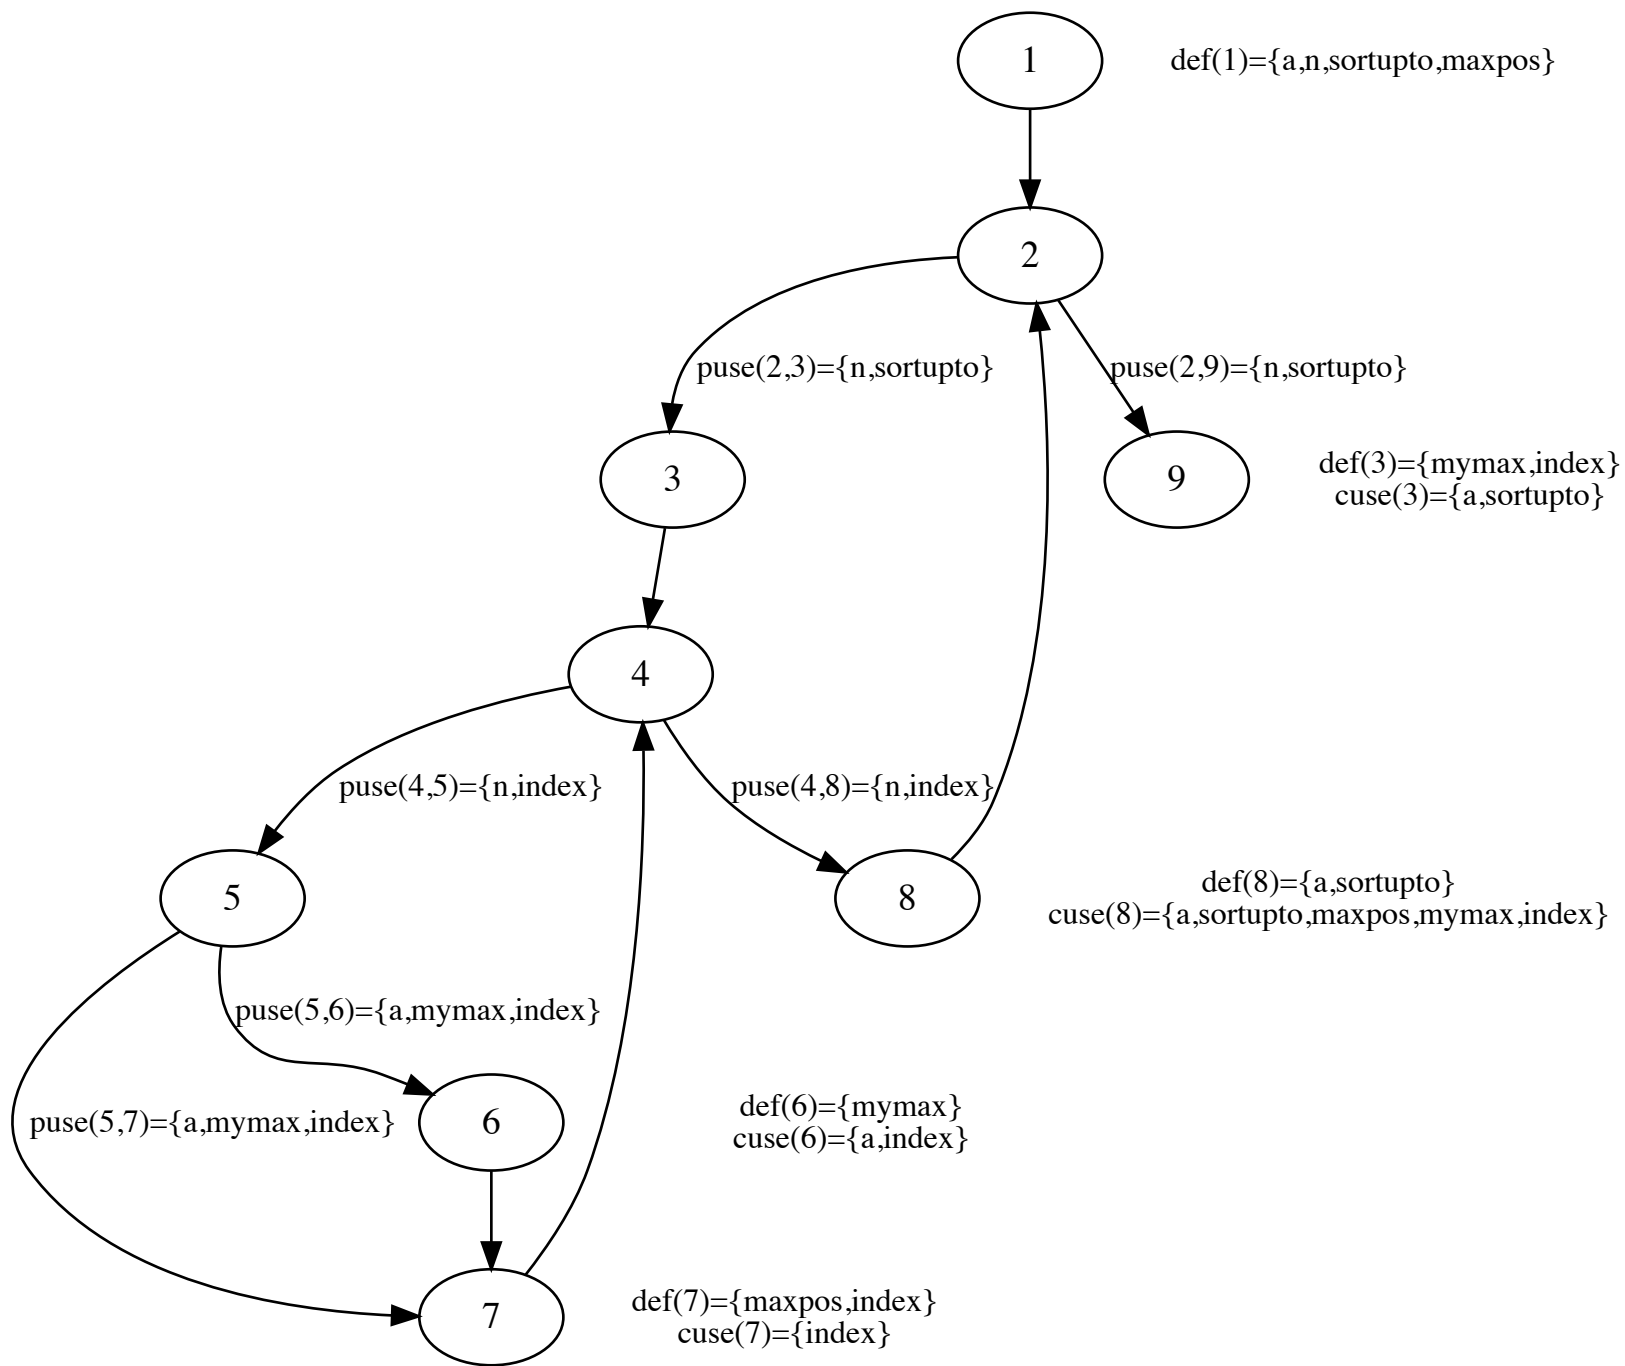 1
def(1)={a,n,sortupto,maxpos}
2
puse(2,3)={n,sortupto}
puse(2,9)={n,sortupto}
3
9
def(3)={mymax,index}
cuse(3)={a,sortupto}
4
puse(4,5)={n,index}
puse(4,8)={n,index}
5
8
def(8)={a,sortupto}
cuse(8)={a,sortupto,maxpos,mymax,index}
puse(5,6)={a,mymax,index}
puse(5,7)={a,mymax,index}
6
def(6)={mymax}
cuse(6)={a,index}
7
def(7)={maxpos,index}
cuse(7)={index}